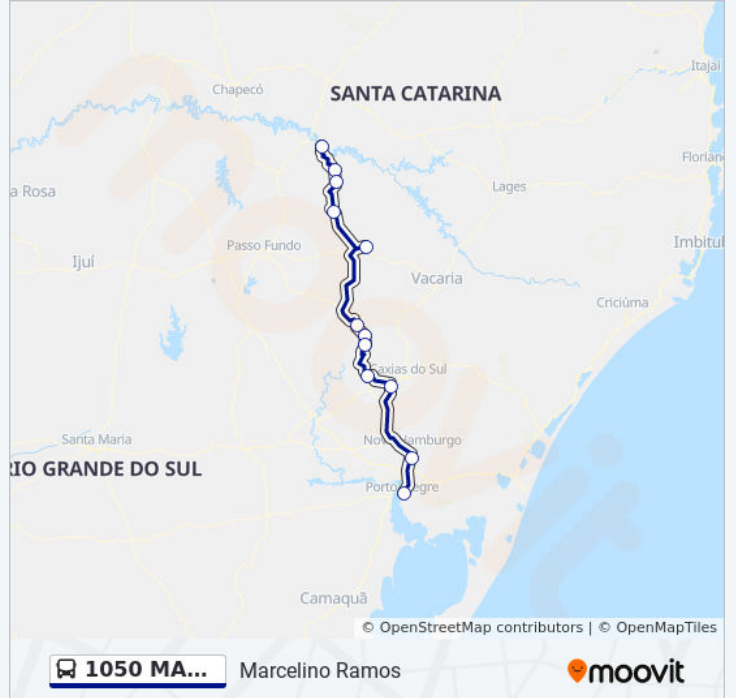 Itajaí
Chapecó
SANTA CATARINA
Florian
a Rosa
Lages
Passo Fundo
Imbitul
Ijuí
Vacaria
Criciúma
Caxias do Sul
Santa Maria
Novo Hamburgo
RIO GRANDE DO SUL
Porto Alegre
Camaquã
© OpenStreetMap contributors | © OpenMapTiles
1050 MA...
Marcelino Ramos
moovit